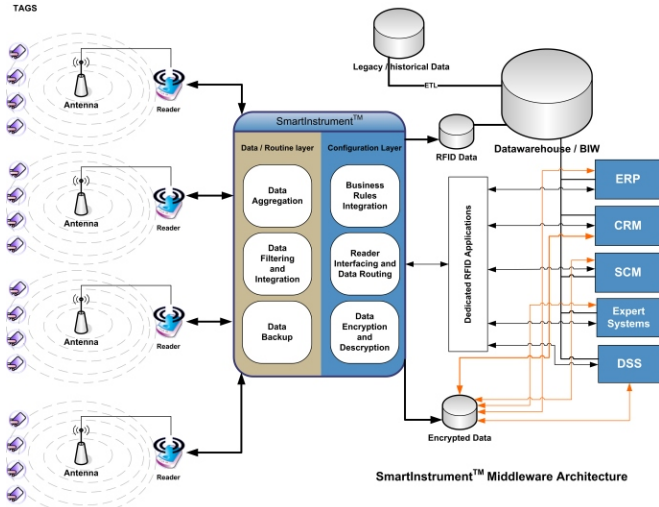 TAGS
Antenna
Reader
Antenna
Reader
Antenna
Reader
Antenna
Reader
SmartInstrument™
Data / Routine layer
Configuration Layer
Data
Aggregation
Business
Rules
Integration
Data
Filtering
and
Integration
Reader
Interfacing and
Data Routing
Data
Backup
Data
Encryption
and
Descryption
Legacy / historical Data
ETL
Datawarehouse / BIW
RFID Data
Dedicated RFID Applications
ERP
CRM
SCM
Expert
Systems
DSS
Encrypted Data
SmartInstrument™ Middleware Architecture